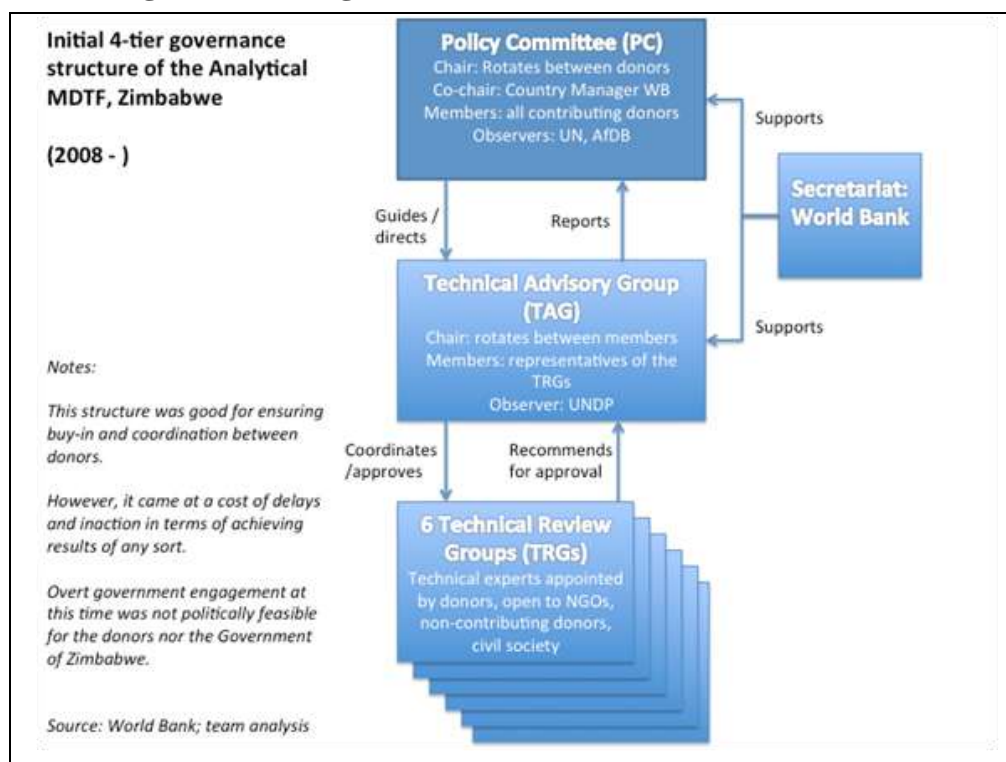 Initial 4-tier governance
structure of the Analytical
MDTF, Zimbabwe
(2008 - )
Policy Committee (PC)
Chair: Rotates between donors
Co-chair: Country Manager WB
Members: all contributing donors
Observers: UN, AfDB
Supports
Secretariat:
World Bank
Guides /
directs
Reports
Technical Advisory Group
(TAG)
Chair: rotates between members
Members: representatives of the
TRGs
Observer: UNDP
Supports
Notes:
This structure was good for ensuring
buy-in and coordination between
donors.
However, it came at a cost of delays
and inaction in terms of achieving
results of any sort.
Overt government engagement at
this time was not politically feasible
for the donors nor the Government
of Zimbabwe.
Source: World Bank; team analysis
Coordinates
/approves
Recommends
for approval
6 Technical Review
Groups (TRGs)
Technical experts appointed
by donors, open to NGOs,
non-contributing donors,
civil society